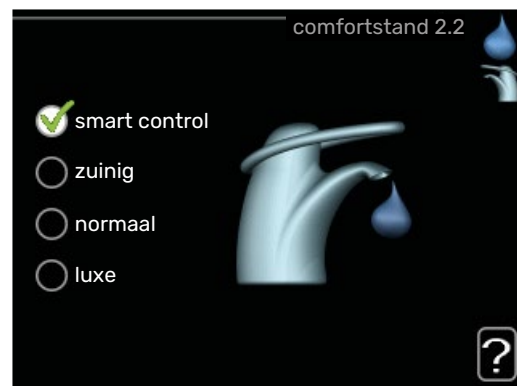 comfortstand 2.2
smart control
zuinig
normaal
luxe
?